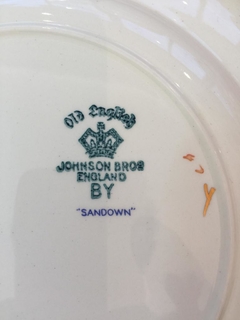 Old English
JOHNSON BROS
ENGLAND
BY
"SANDOWN"